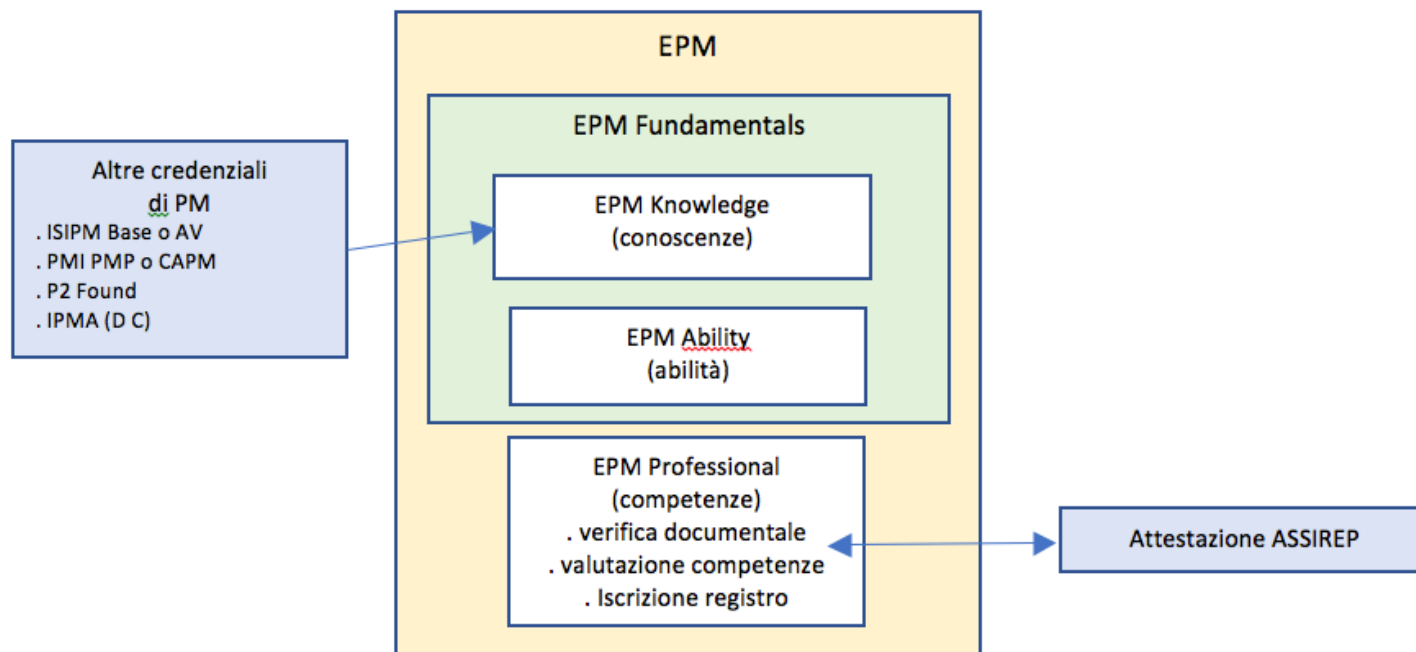 EPM
EPM Fundamentals
EPM Knowledge
(conoscenze)
EPM Ability
(abilità)
EPM Professional
(competenze)
. verifica documentale
. valutazione competenze
. Iscrizione registro
Altre credenziali
di PM
. ISIPM Base o AV
. PMI PMP o CAPM
. P2 Found
. IPMA (D C)
Attestazione ASSIREP